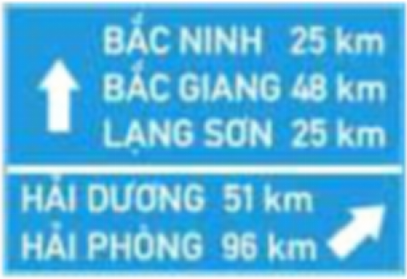 BẮC NINH 25 km
BẮC GIANG 48 km
LẠNG SƠN 25 km
HẢI DƯƠNG 51 km
HẢI PHÒNG 96 km